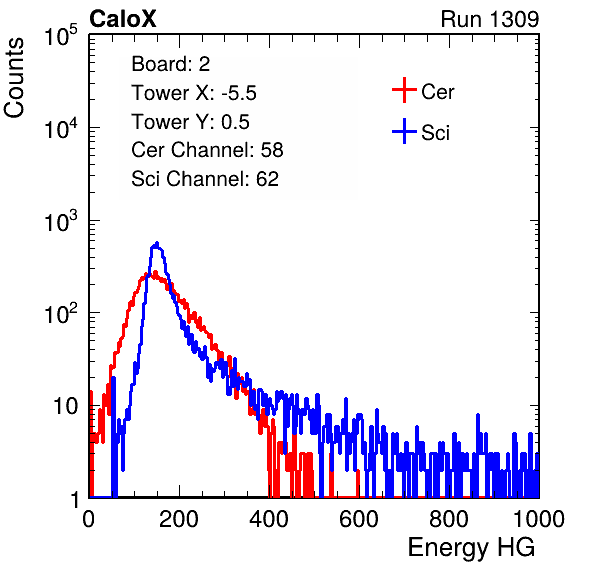 CaloX Run 1309
Counts
Board: 2
Tower X: -5.5
Tower Y: 0.5
Cer Channel: 58
Sci Channel: 62
Cer
Sci
10^5
10^4
10^3
10^2
10
1
0 200 400 600 800 1000
Energy HG